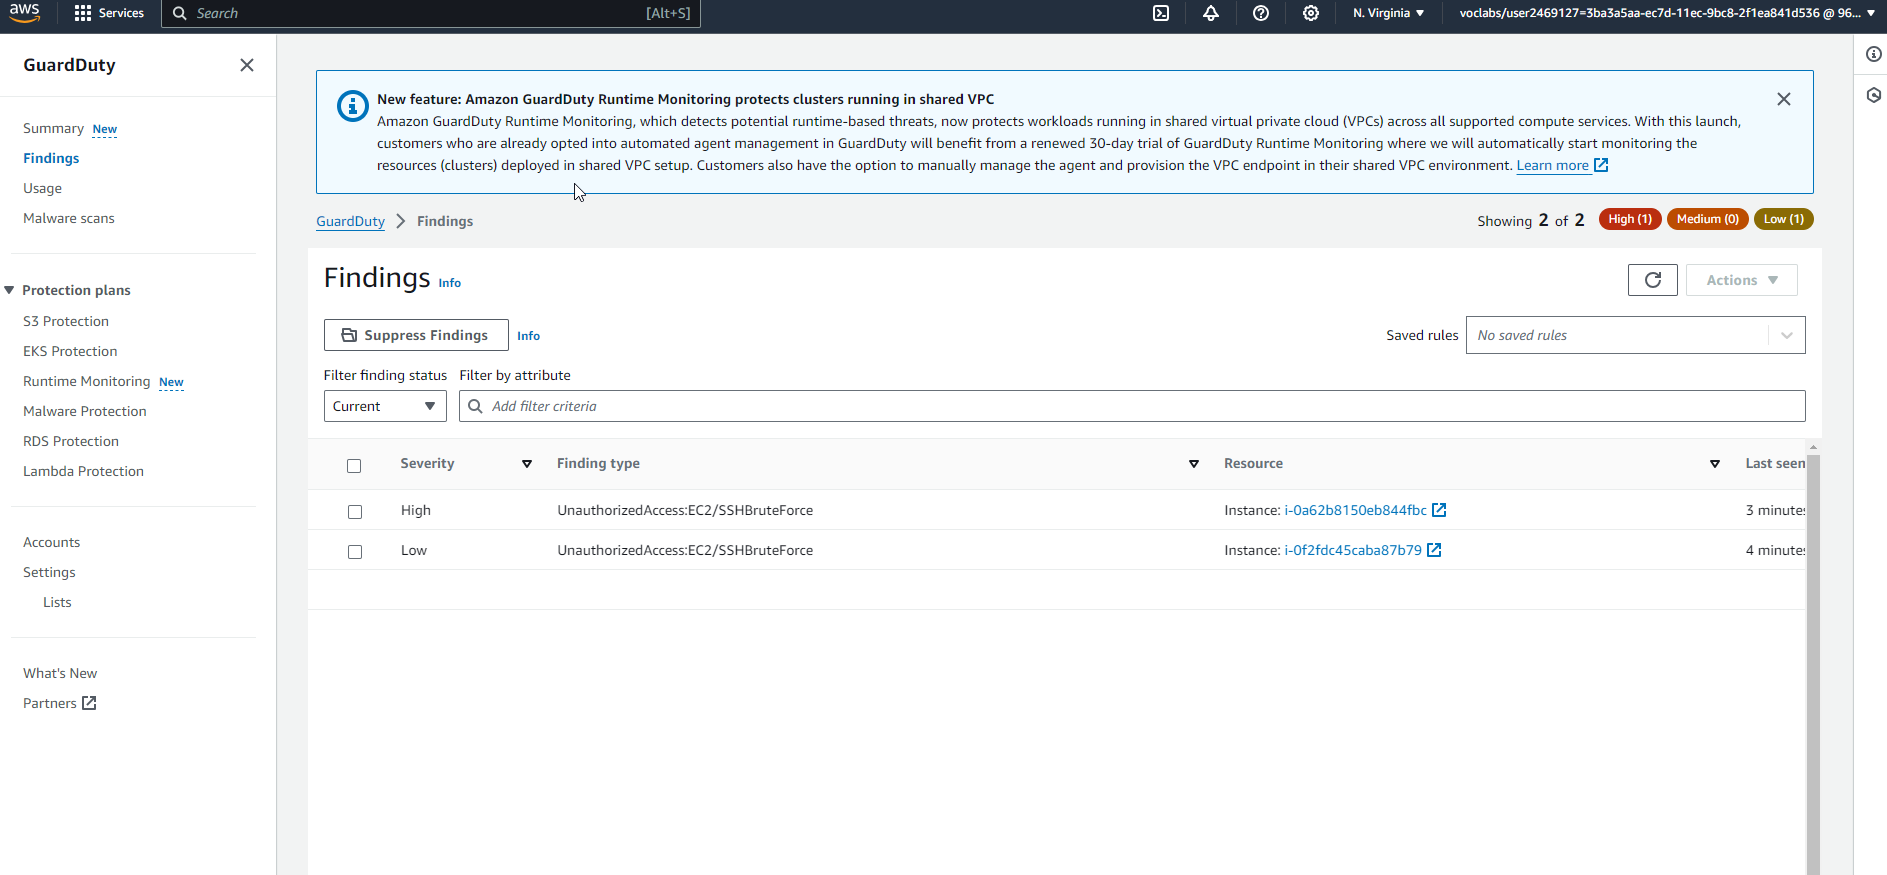 aws
Services
Search
[Alt+S]
N. Virginia
voclabs/user2469127=3ba3a5aa-ec7d-11ec-9bc8-2f1ea841d536 @ 96...
GuardDuty
Summary New
Findings
Usage
Malware scans
Protection plans
S3 Protection
EKS Protection
Runtime Monitoring New
Malware Protection
RDS Protection
Lambda Protection
Accounts
Settings
Lists
What's New
Partners
New feature: Amazon GuardDuty Runtime Monitoring protects clusters running in shared VPC
Amazon GuardDuty Runtime Monitoring, which detects potential runtime-based threats, now protects workloads running in shared virtual private cloud (VPCs) across all supported compute services. With this launch,
customers who are already opted into automated agent management in GuardDuty will benefit from a renewed 30-day trial of GuardDuty Runtime Monitoring where we will automatically start monitoring the
resources (clusters) deployed in shared VPC setup. Customers also have the option to manually manage the agent and provision the VPC endpoint in their shared VPC environment. Learn more
GuardDuty Findings
Showing 2 of 2 High (1) Medium (0) Low (1)
Findings Info
Actions
Suppress Findings Info
Saved rules No saved rules
Filter finding status Filter by attribute
Current Add filter criteria
Severity Finding type Resource Last seen
High UnauthorizedAccess:EC2/SSHBruteForce Instance: i-0a62b8150eb844fbc 3 minutes
Low UnauthorizedAccess:EC2/SSHBruteForce Instance: i-0f2fdc45caba87b79 4 minutes